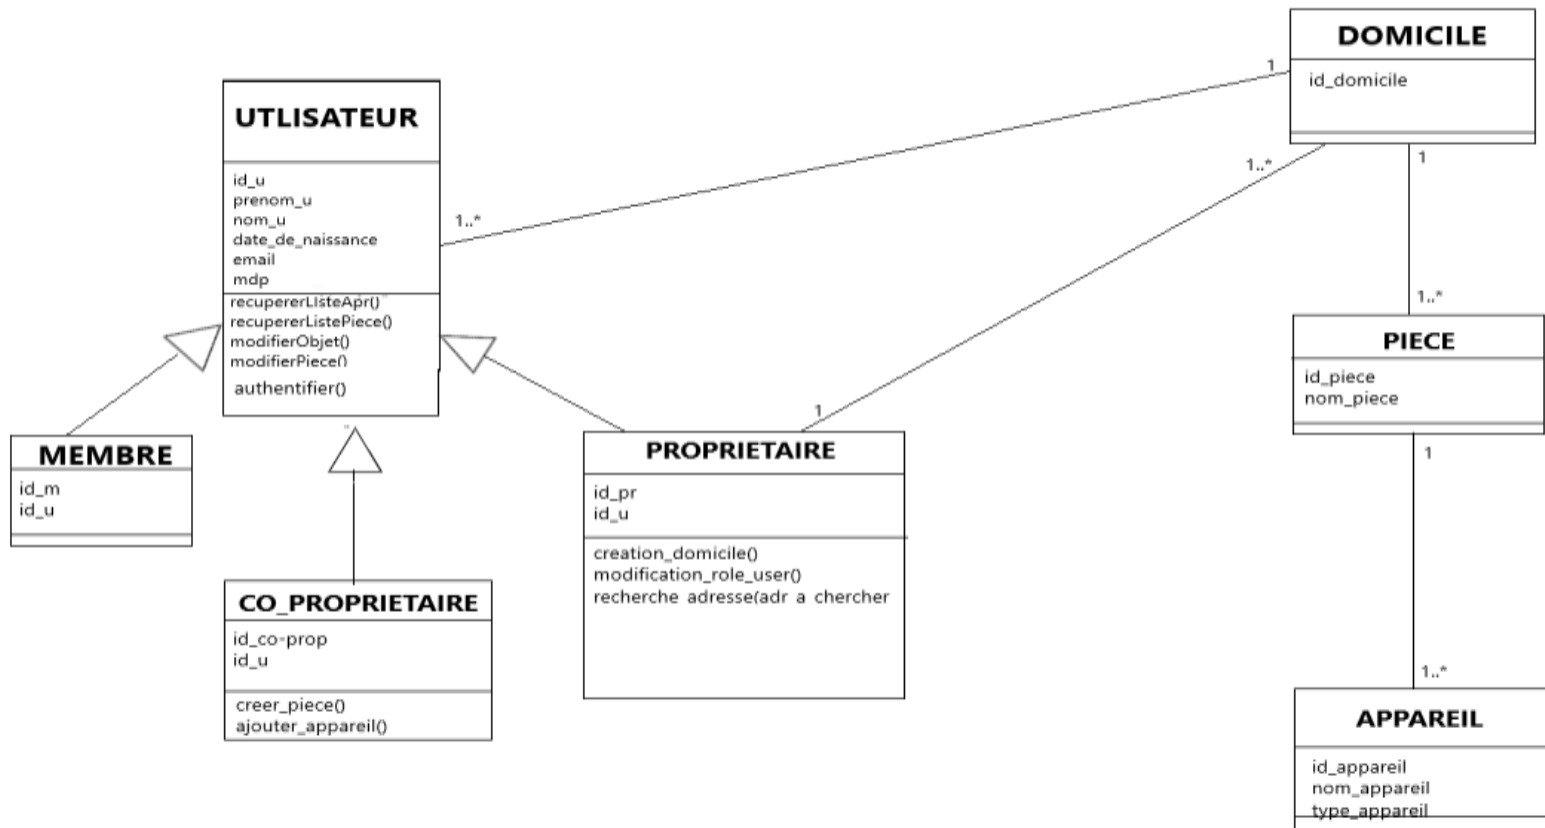 DOMICILE
id_domicile
1
1..*
1
UTLISATEUR
id_u
prenom_u
nom_u
date_de_naissance
email
mdp
recupererListeApr()
recupererListePiece()
modifierObjet()
modifierPiece()
authentifier()
1..*
1..*
PIECE
id_piece
nom_piece
1
MEMBRE
id_m
id_u
1
PROPRIETAIRE
id_pr
id_u
creation_domicile()
modification_role_user()
recherche adresse(adr a chercher
CO_PROPRIETAIRE
id_co-prop
id_u
creer_piece()
ajouter_appareil()
1..*
APPAREIL
id_appareil
nom_appareil
type_appareil